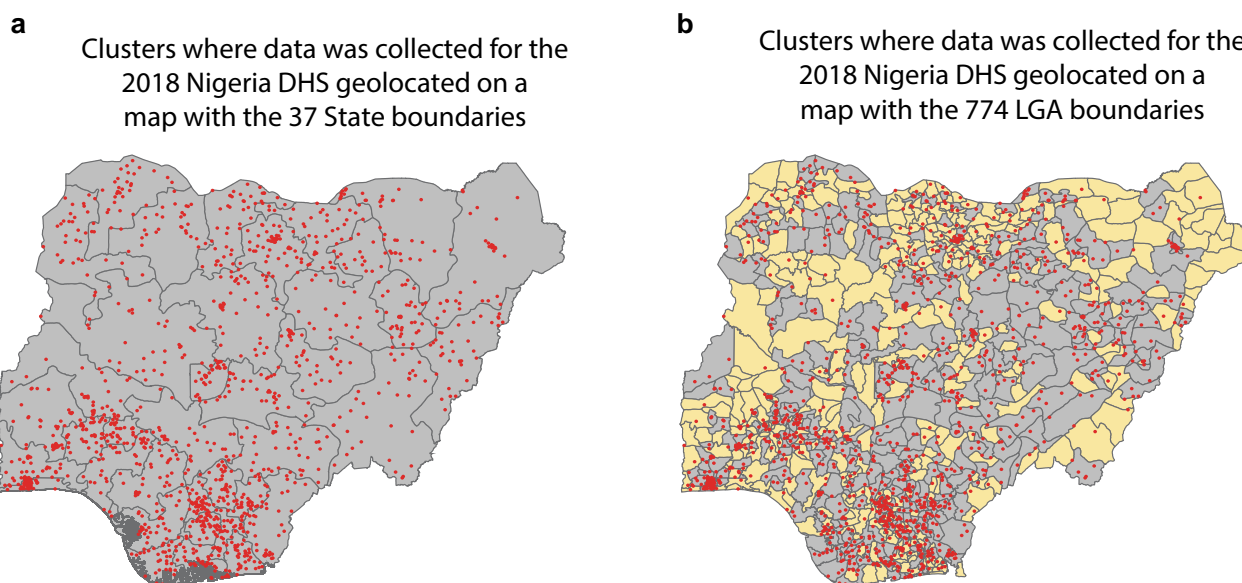 a
Clusters where data was collected for the
2018 Nigeria DHS geolocated on a
map with the 37 State boundaries
b
Clusters where data was collected for the
2018 Nigeria DHS geolocated on a
map with the 774 LGA boundaries